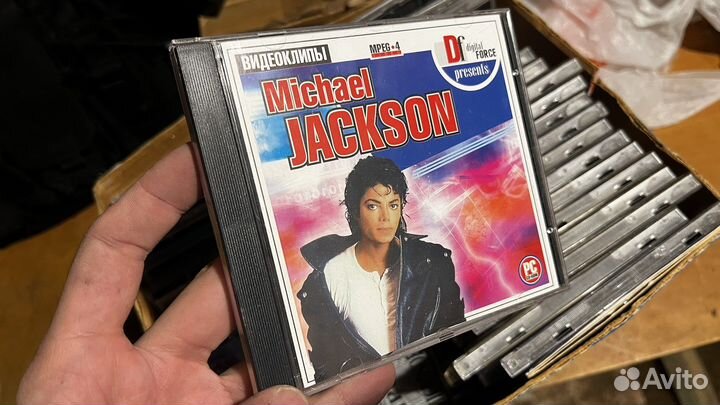 ВИДЕОКЛИПЫ
MPEG•4
Df digital
FORCE
presents
Michael
JACKSON
PC
Avito